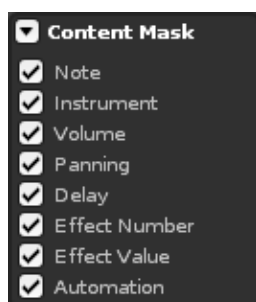 Content Mask
Note
Instrument
Volume
Panning
Delay
Effect Number
Effect Value
Automation